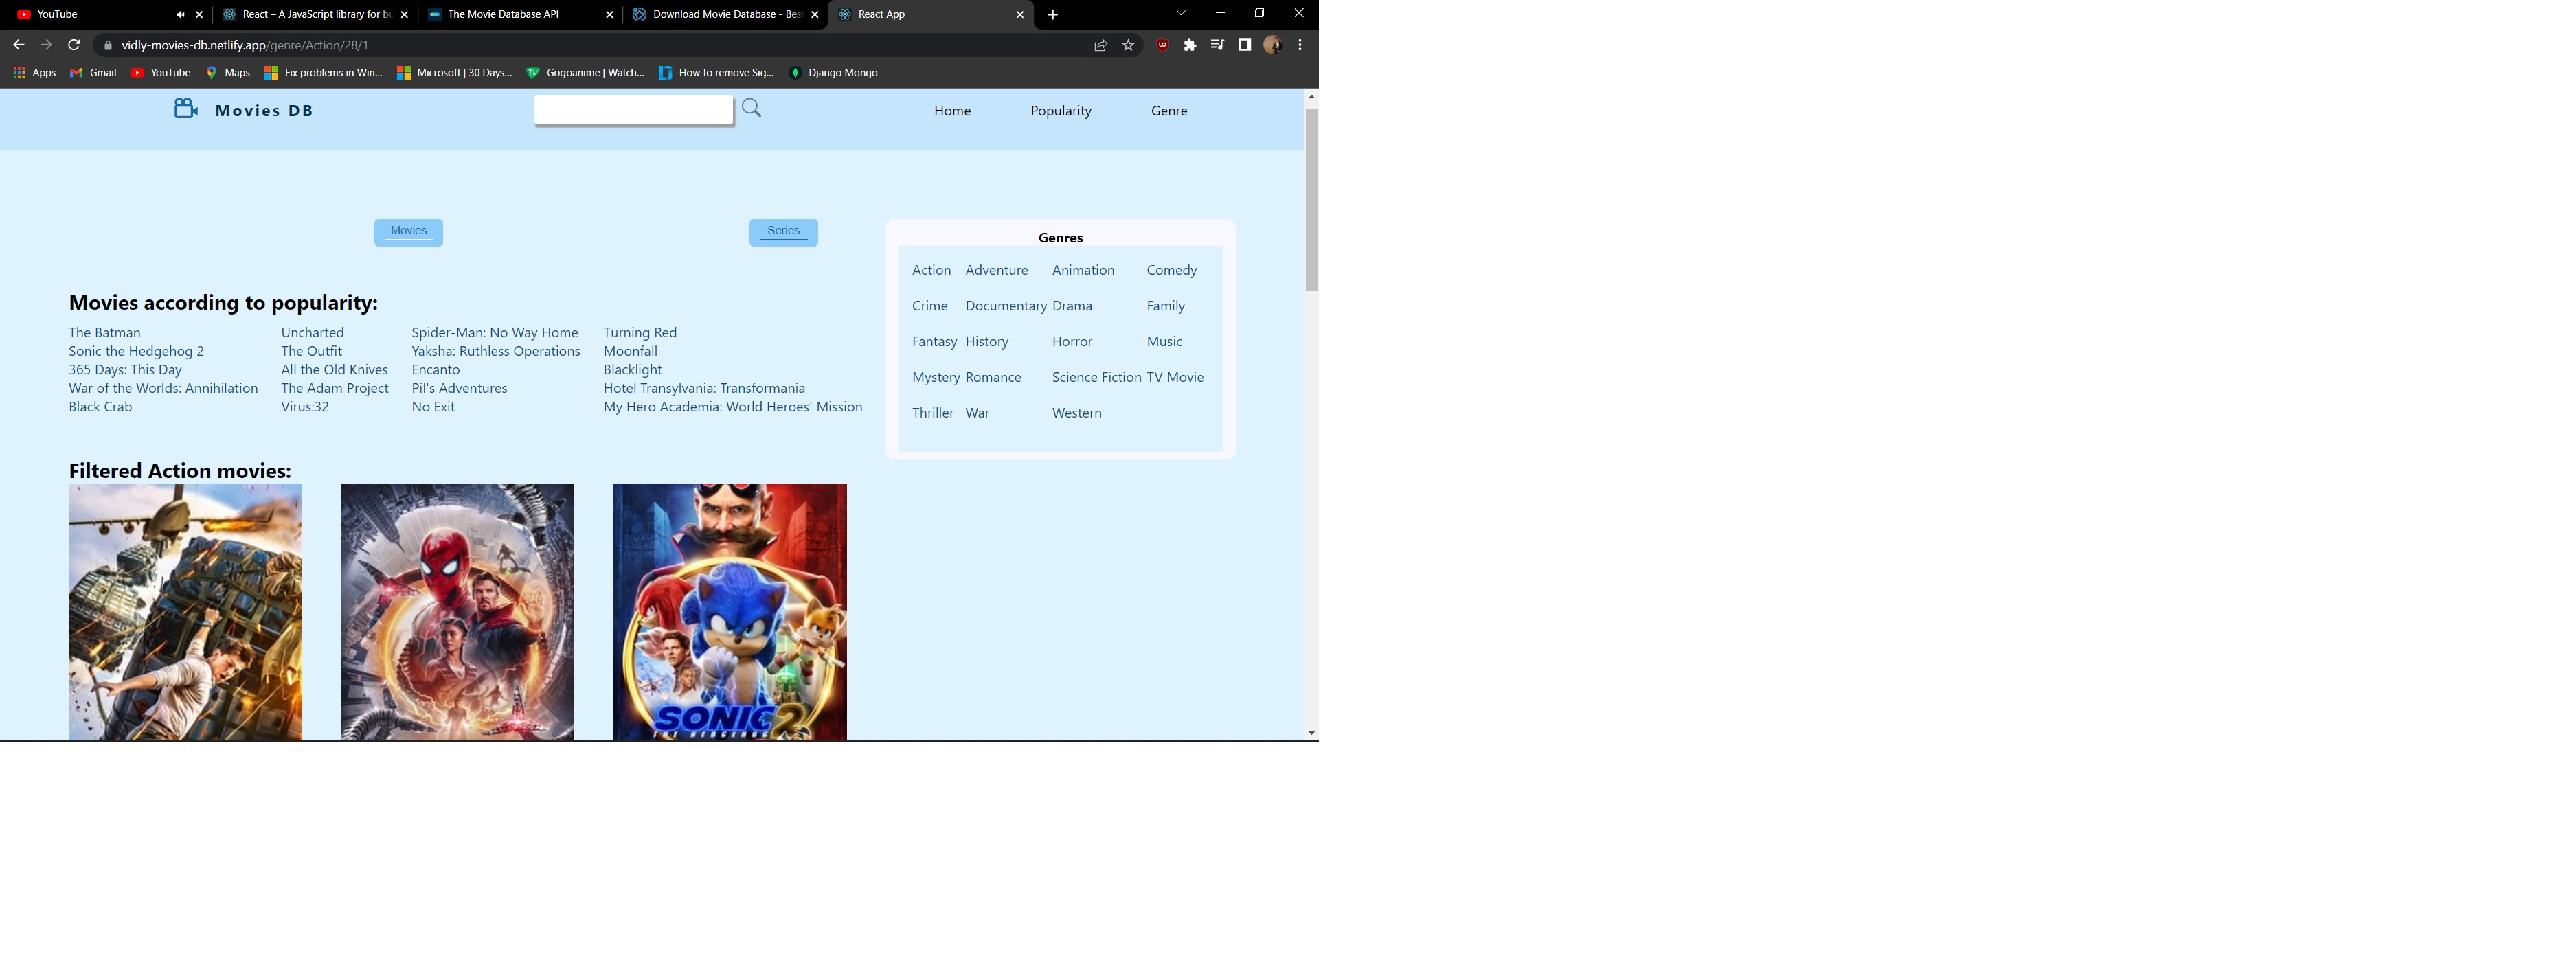 YouTube
React – A JavaScript library for bu
The Movie Database API
Download Movie Database - Bes
React App
vidly-movies-db.netlify.app/genre/Action/28/1
Apps
Gmail
YouTube
Maps
Fix problems in Win...
Microsoft | 30 Days...
Gogoanime | Watch...
How to remove Sig...
Django Mongo
Movies DB
Home Popularity Genre
Movies Series
Movies according to popularity:
The Batman Uncharted Spider-Man: No Way Home Turning Red
Sonic the Hedgehog 2 The Outfit Yaksha: Ruthless Operations Moonfall
365 Days: This Day All the Old Knives Encanto Blacklight
War of the Worlds: Annihilation The Adam Project Pil's Adventures Hotel Transylvania: Transformania
Black Crab Virus:32 No Exit My Hero Academia: World Heroes' Mission
Genres
Action Adventure Animation Comedy
Crime Documentary Drama Family
Fantasy History Horror Music
Mystery Romance Science Fiction TV Movie
Thriller War Western
Filtered Action movies:
SONIC 2